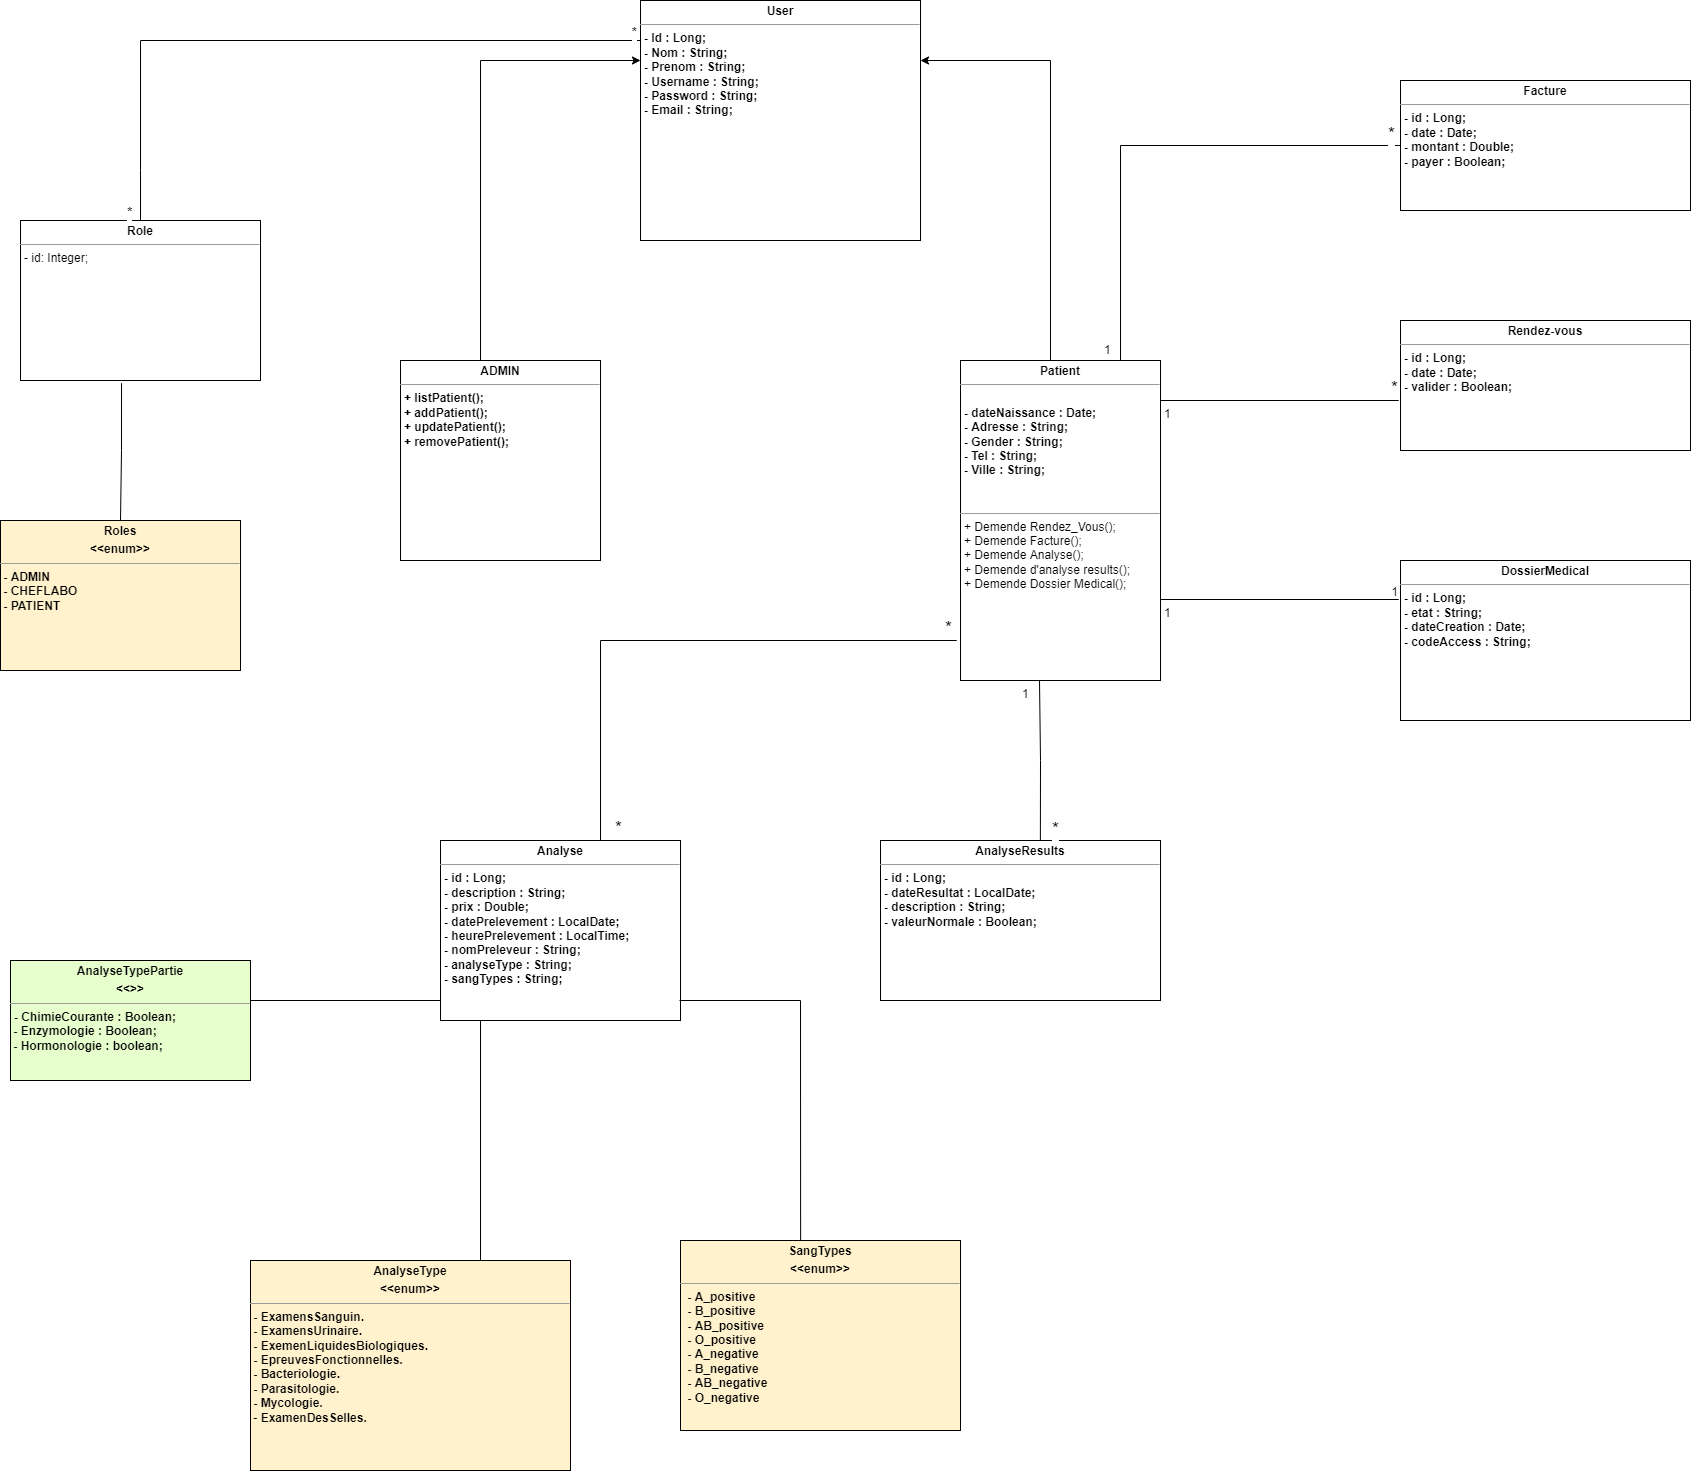 User
- Id : Long;
- Nom : String;
- Prenom : String;
- Username : String;
- Password : String;
- Email : String;
*
*
Role
- id: Integer;
Roles
<<enum>>
- ADMIN
- CHEFLABO
- PATIENT
ADMIN
+ listPatient();
+ addPatient();
+ updatePatient();
+ removePatient();
Patient
- dateNaissance : Date;
- Adresse : String;
- Gender : String;
- Tel : String;
- Ville : String;
+ Demende Rendez_Vous();
+ Demende Facture();
+ Demende Analyse();
+ Demende d'analyse results();
+ Demende Dossier Medical();
*
1
Facture
- id : Long;
- date : Date;
- montant : Double;
- payer : Boolean;
*
1
Rendez-vous
- id : Long;
- date : Date;
- valider : Boolean;
1
1
DossierMedical
- id : Long;
- etat : String;
- dateCreation : Date;
- codeAccess : String;
*
*
1
*
Analyse
- id : Long;
- description : String;
- prix : Double;
- datePrelevement : LocalDate;
- heurePrelevement : LocalTime;
- nomPreleveur : String;
- analyseType : String;
- sangTypes : String;
AnalyseResults
- id : Long;
- dateResultat : LocalDate;
- description : String;
- valeurNormale : Boolean;
AnalyseTypePartie
<<>>
- ChimieCourante : Boolean;
- Enzymologie : Boolean;
- Hormonologie : boolean;
AnalyseType
<<enum>>
- ExamensSanguin.
- ExamensUrinaire.
- ExemenLiquidesBiologiques.
- EpreuvesFonctionnelles.
- Bacteriologie.
- Parasitologie.
- Mycologie.
- ExamenDesSelles.
SangTypes
<<enum>>
- A_positive
- B_positive
- AB_positive
- O_positive
- A_negative
- B_negative
- AB_negative
- O_negative